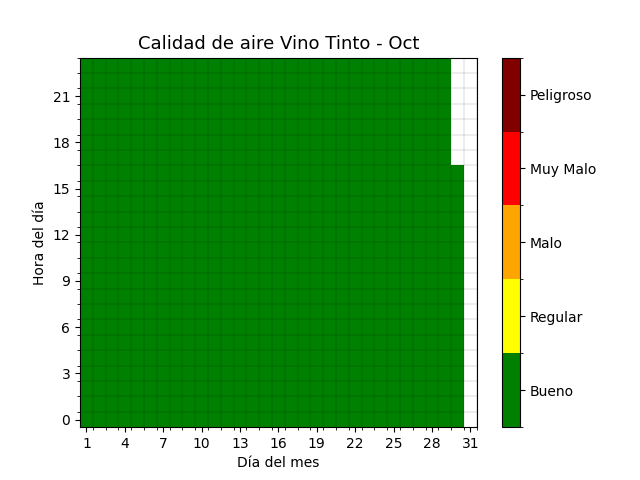 Calidad de aire Vino Tinto - Oct
Hora del día
21
18
15
12
9
6
3
0
1 4 7 10 13 16 19 22 25 28 31
Día del mes
Peligroso
Muy Malo
Malo
Regular
Bueno